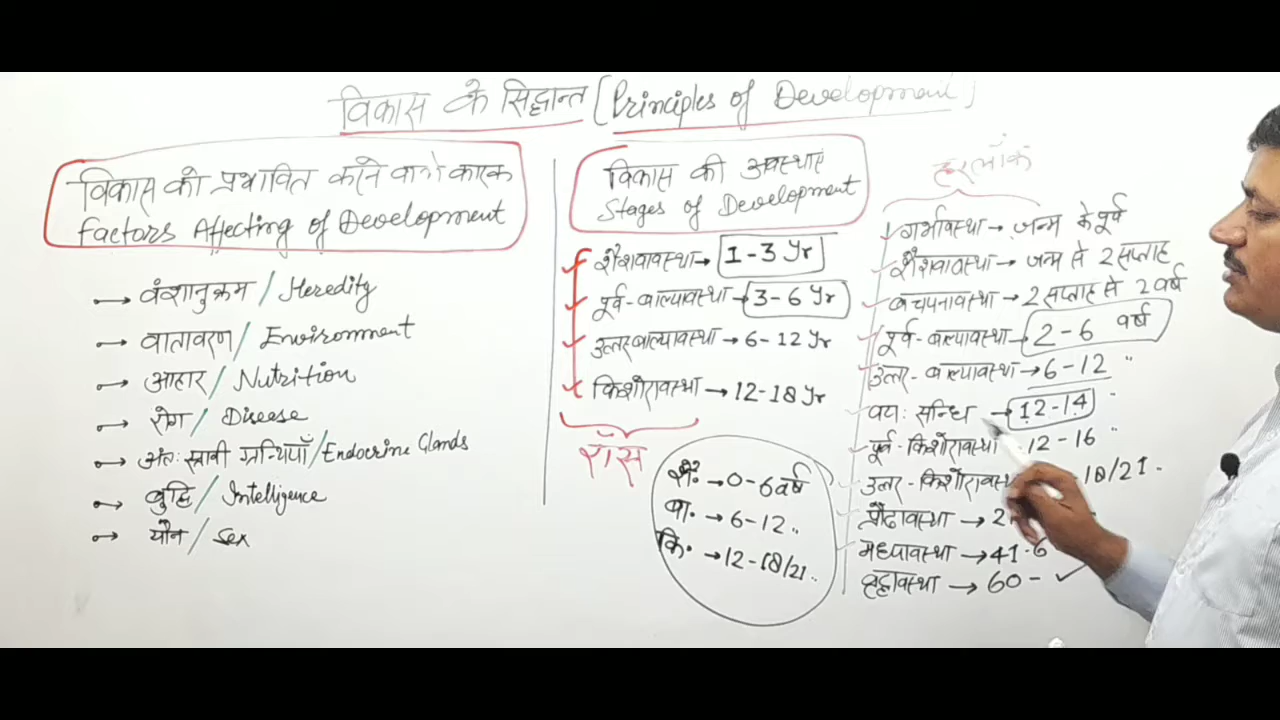 विकास के सिद्धान्त (Principles of Development)
विकास को प्रभावित करने वाले कारक
Factors Affecting of Development
वंशानुक्रम / Heredity
वातावरण / Environment
आहार / Nutrition
रोग / Disease
अंतः स्त्रावी ग्रन्थियाँ / Endocrine Glands
बुद्धि / Intelligence
यौन / Sex
विकास की अवस्थाएं
Stages of Development
शैशवावस्था → 1-3 Yr
पूर्व-बाल्यावस्था → 3-6 Yr
उत्तर बाल्यावस्था → 6-12 Yr
किशोरावस्था → 12-18 Yr
रॉस
शै० → 0-6 वर्ष
बा. → 6-12 "
कि० → 12-18/21 "
हरलॉक
गर्भावस्था → जन्म के पूर्व
शैशवावस्था → जन्म से 2 सप्ताह
बचपनावस्था → 2 सप्ताह से 2 वर्ष
पूर्व-बाल्यावस्था → 2-6 वर्ष
उत्तर-बाल्यावस्था → 6-12 "
वयः सन्धि → 12-14 "
पूर्व-किशोरावस्था 12-16 "
उत्तर-किशोरावस्था - 18/21 "
प्रौढावस्था → 2
मध्यावस्था → 41-6
वृद्धावस्था → 60-